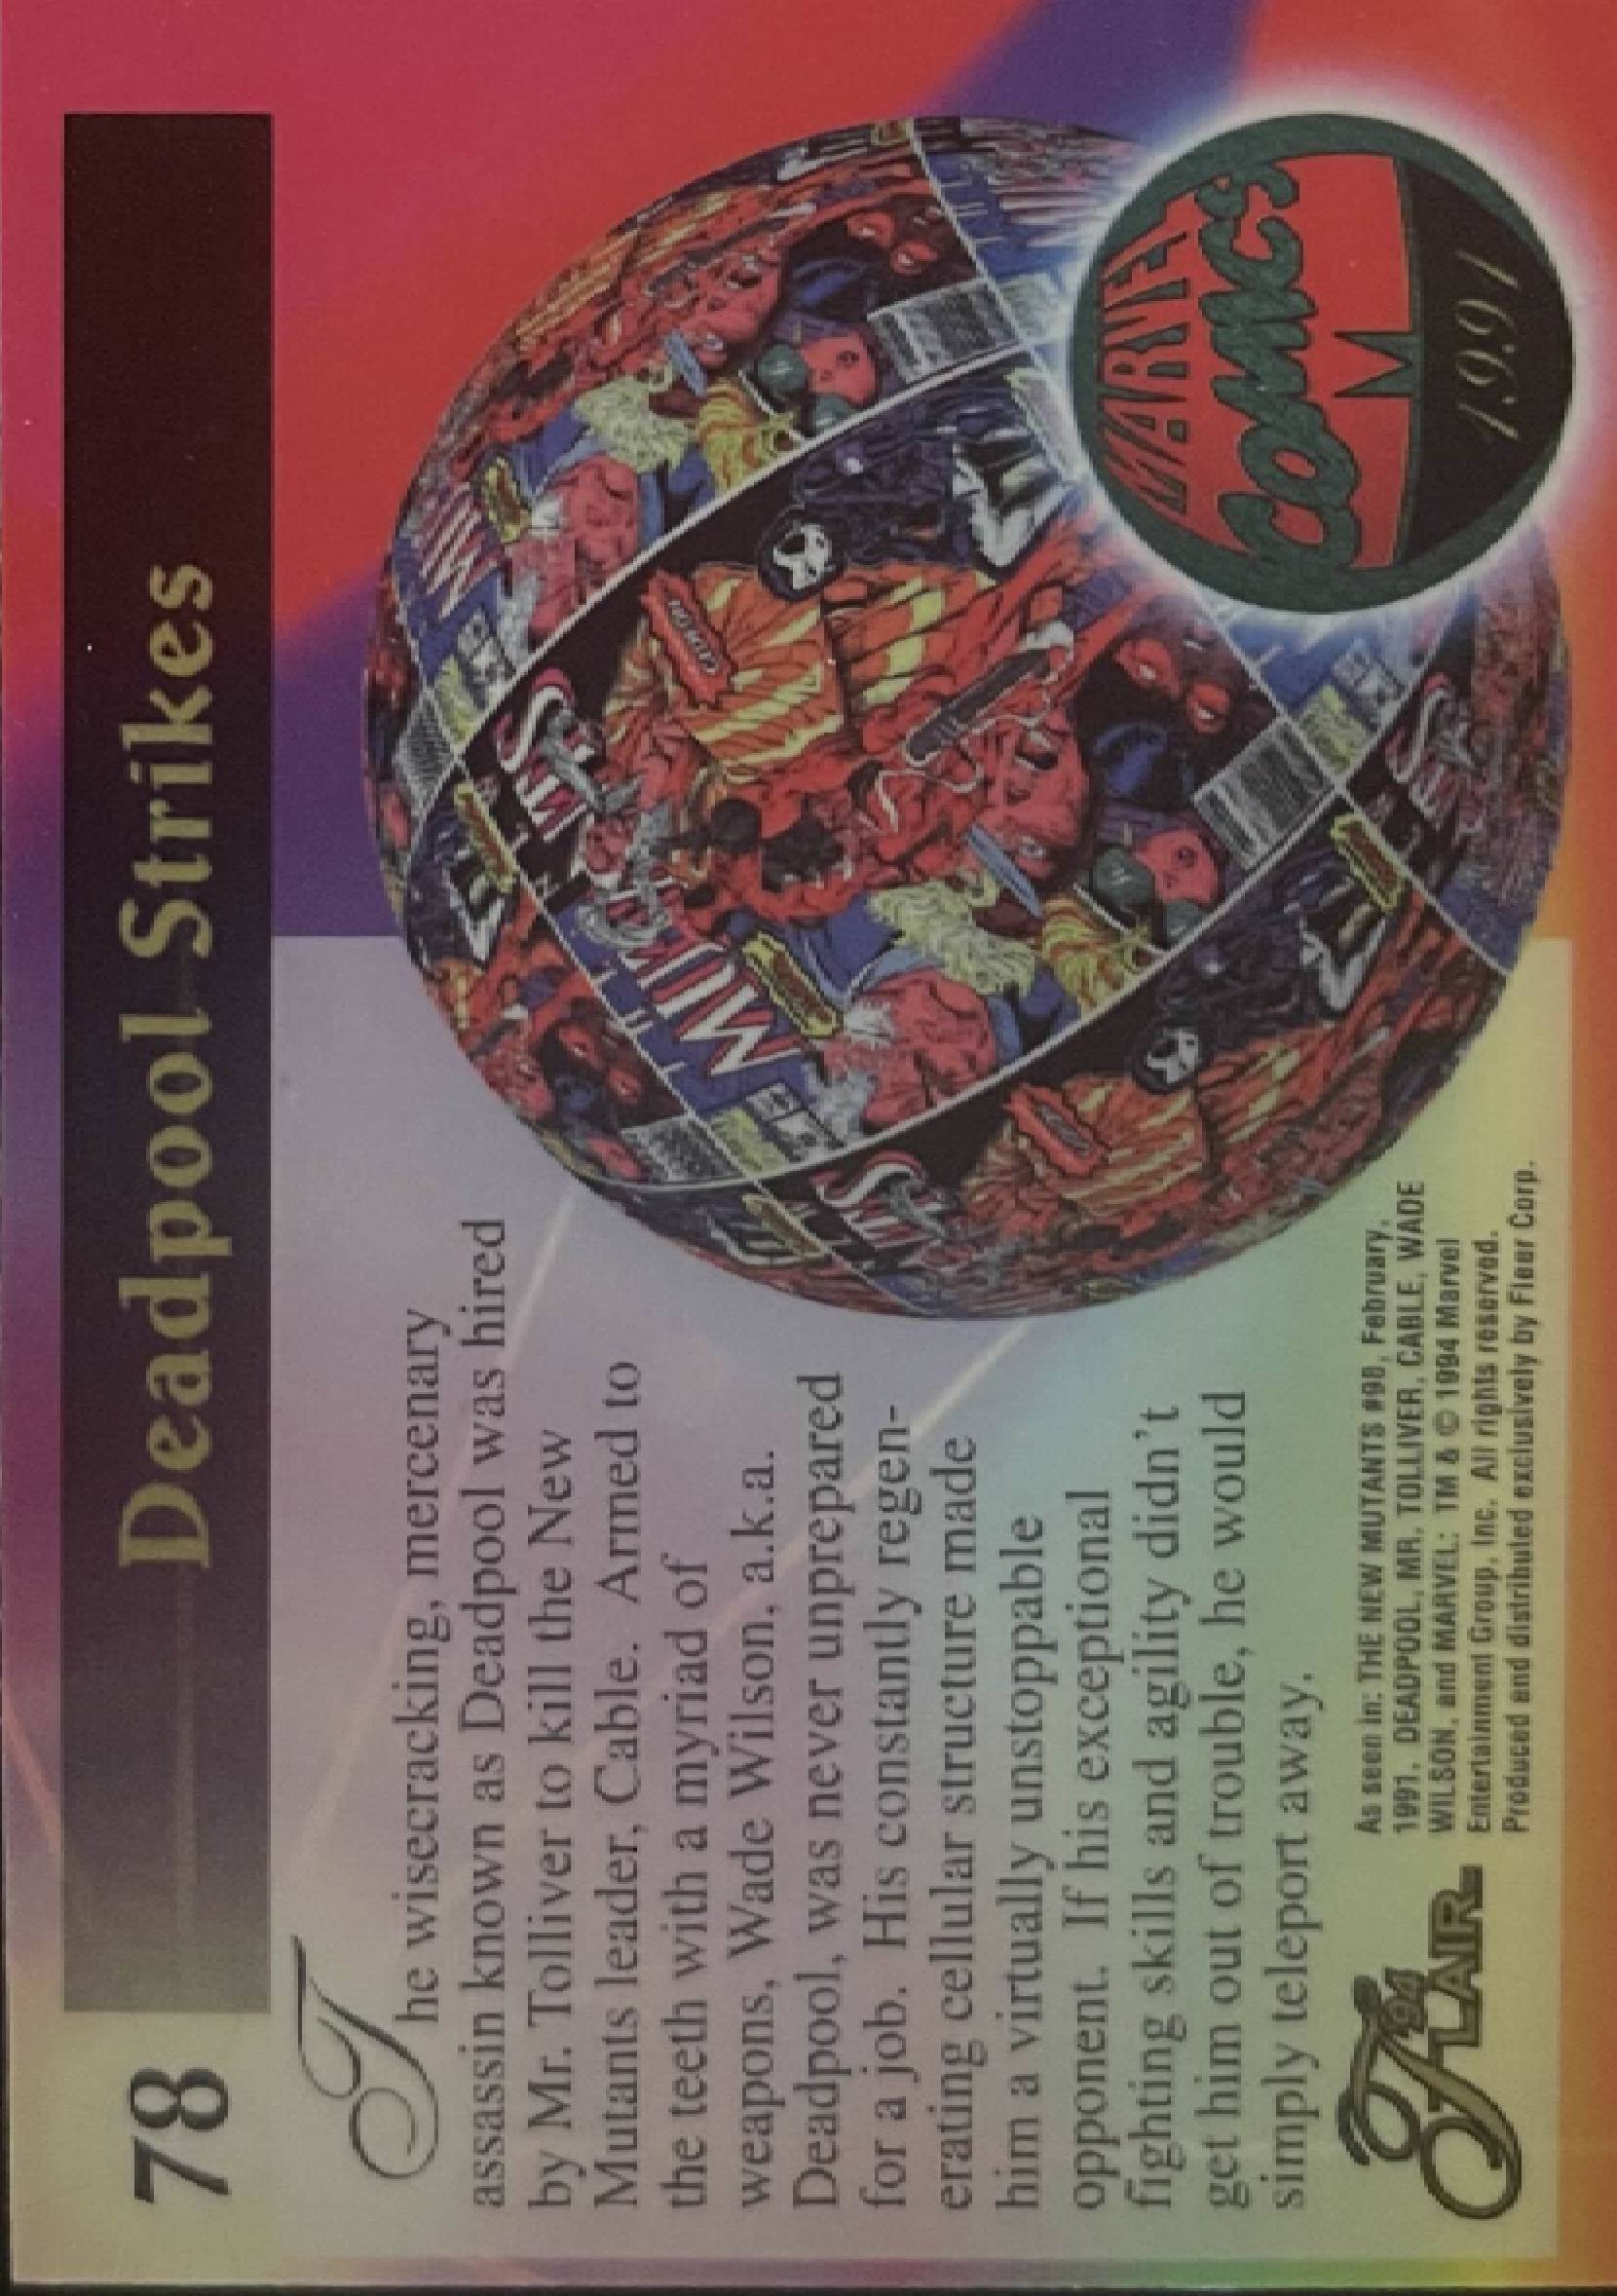 78
Deadpool Strikes
The wisecracking, mercenary
assassin known as Deadpool was hired
by Mr. Tolliver to kill the New
Mutants leader, Cable. Armed to
the teeth with a myriad of
weapons, Wade Wilson, a.k.a.
Deadpool, was never unprepared
for a job. His constantly regen-
erating cellular structure made
him a virtually unstoppable
opponent. If his exceptional
fighting skills and agility didn't
get him out of trouble, he would
simply teleport away.
'94
FLAIR
As seen in: THE NEW MUTANTS #98, February,
1991. DEADPOOL, MR. TOLLIVER, CABLE, WADE
WILSON, and MARVEL: TM & © 1994 Marvel
Entertainment Group, Inc. All rights reserved.
Produced and distributed exclusively by Fleer Corp.
MARVEL
COMICS
M
1991